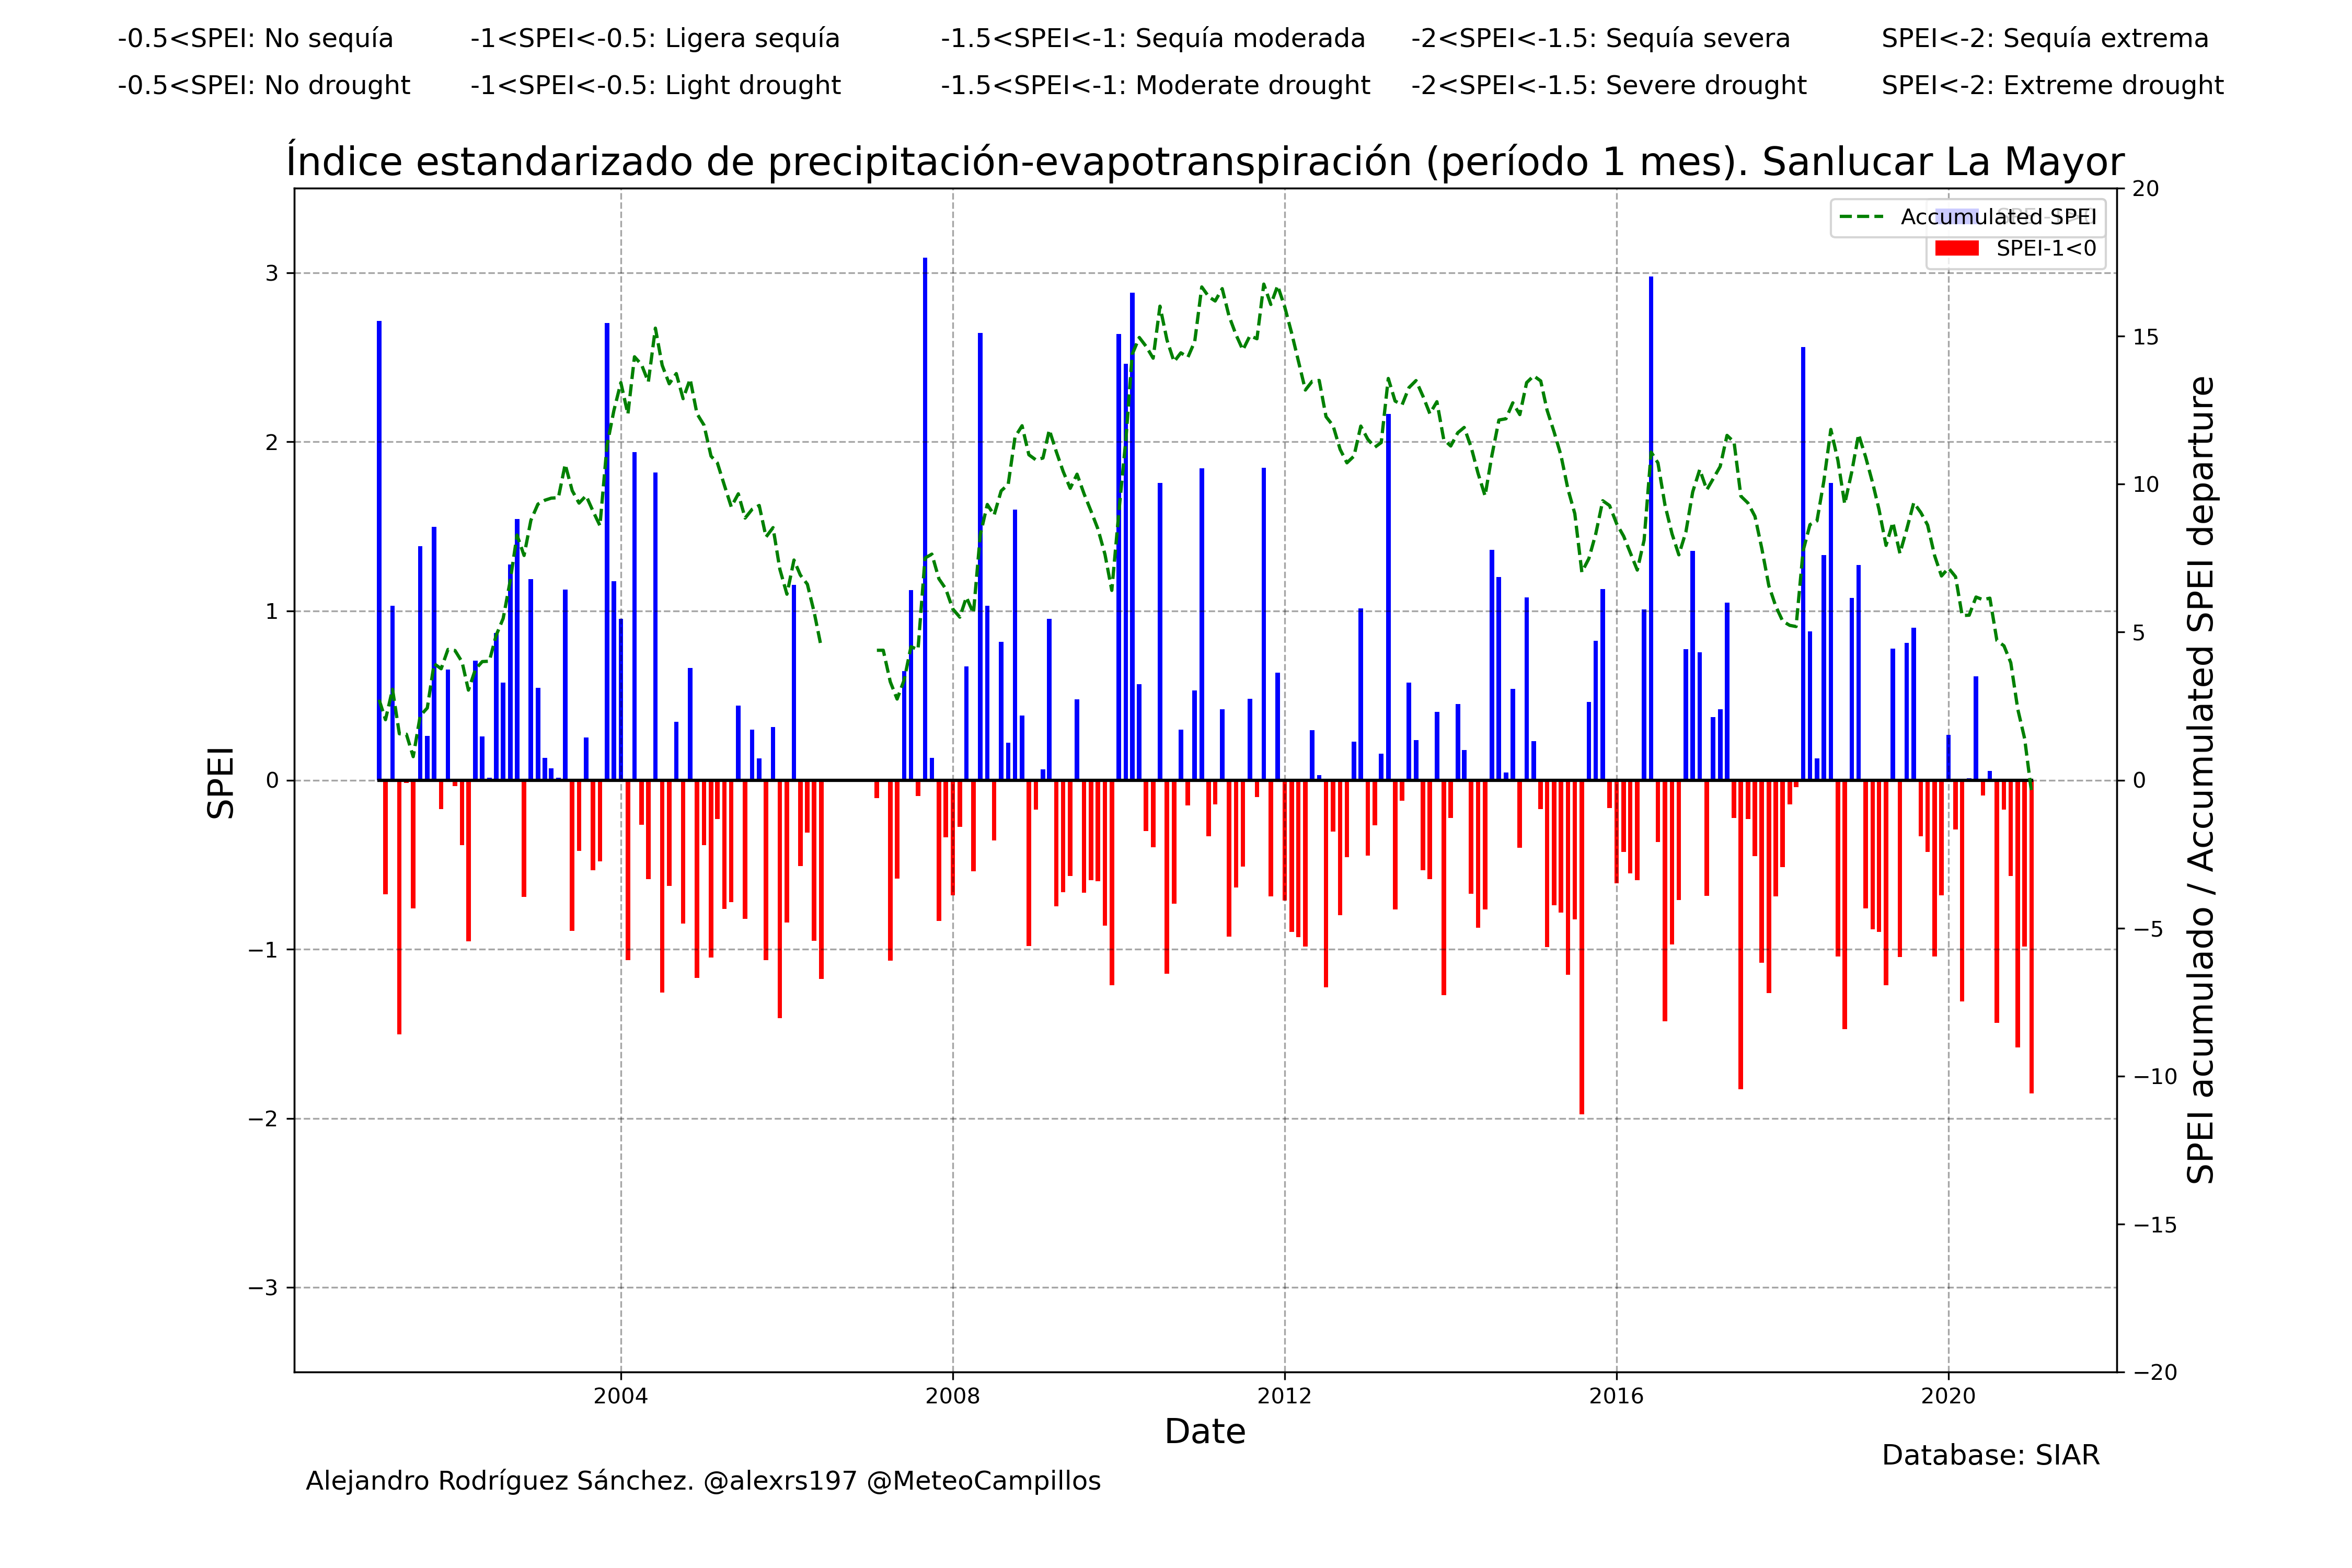 -0.5<SPEI: No sequía -1<SPEI<-0.5: Ligera sequía -1.5<SPEI<-1: Sequía moderada -2<SPEI<-1.5: Sequía severa SPEI<-2: Sequía extrema
-0.5<SPEI: No drought -1<SPEI<-0.5: Light drought -1.5<SPEI<-1: Moderate drought -2<SPEI<-1.5: Severe drought SPEI<-2: Extreme drought
Índice estandarizado de precipitación-evapotranspiración (período 1 mes). Sanlucar La Mayor
Accumulated SPEI
SPEI-1<0
SPEI
3
2
1
0
−1
−2
−3
20
15
10
5
0
−5
−10
−15
−20
SPEI acumulado / Accumulated SPEI departure
2004 2008 2012 2016 2020
Date
Database: SIAR
Alejandro Rodríguez Sánchez. @alexrs197 @MeteoCampillos